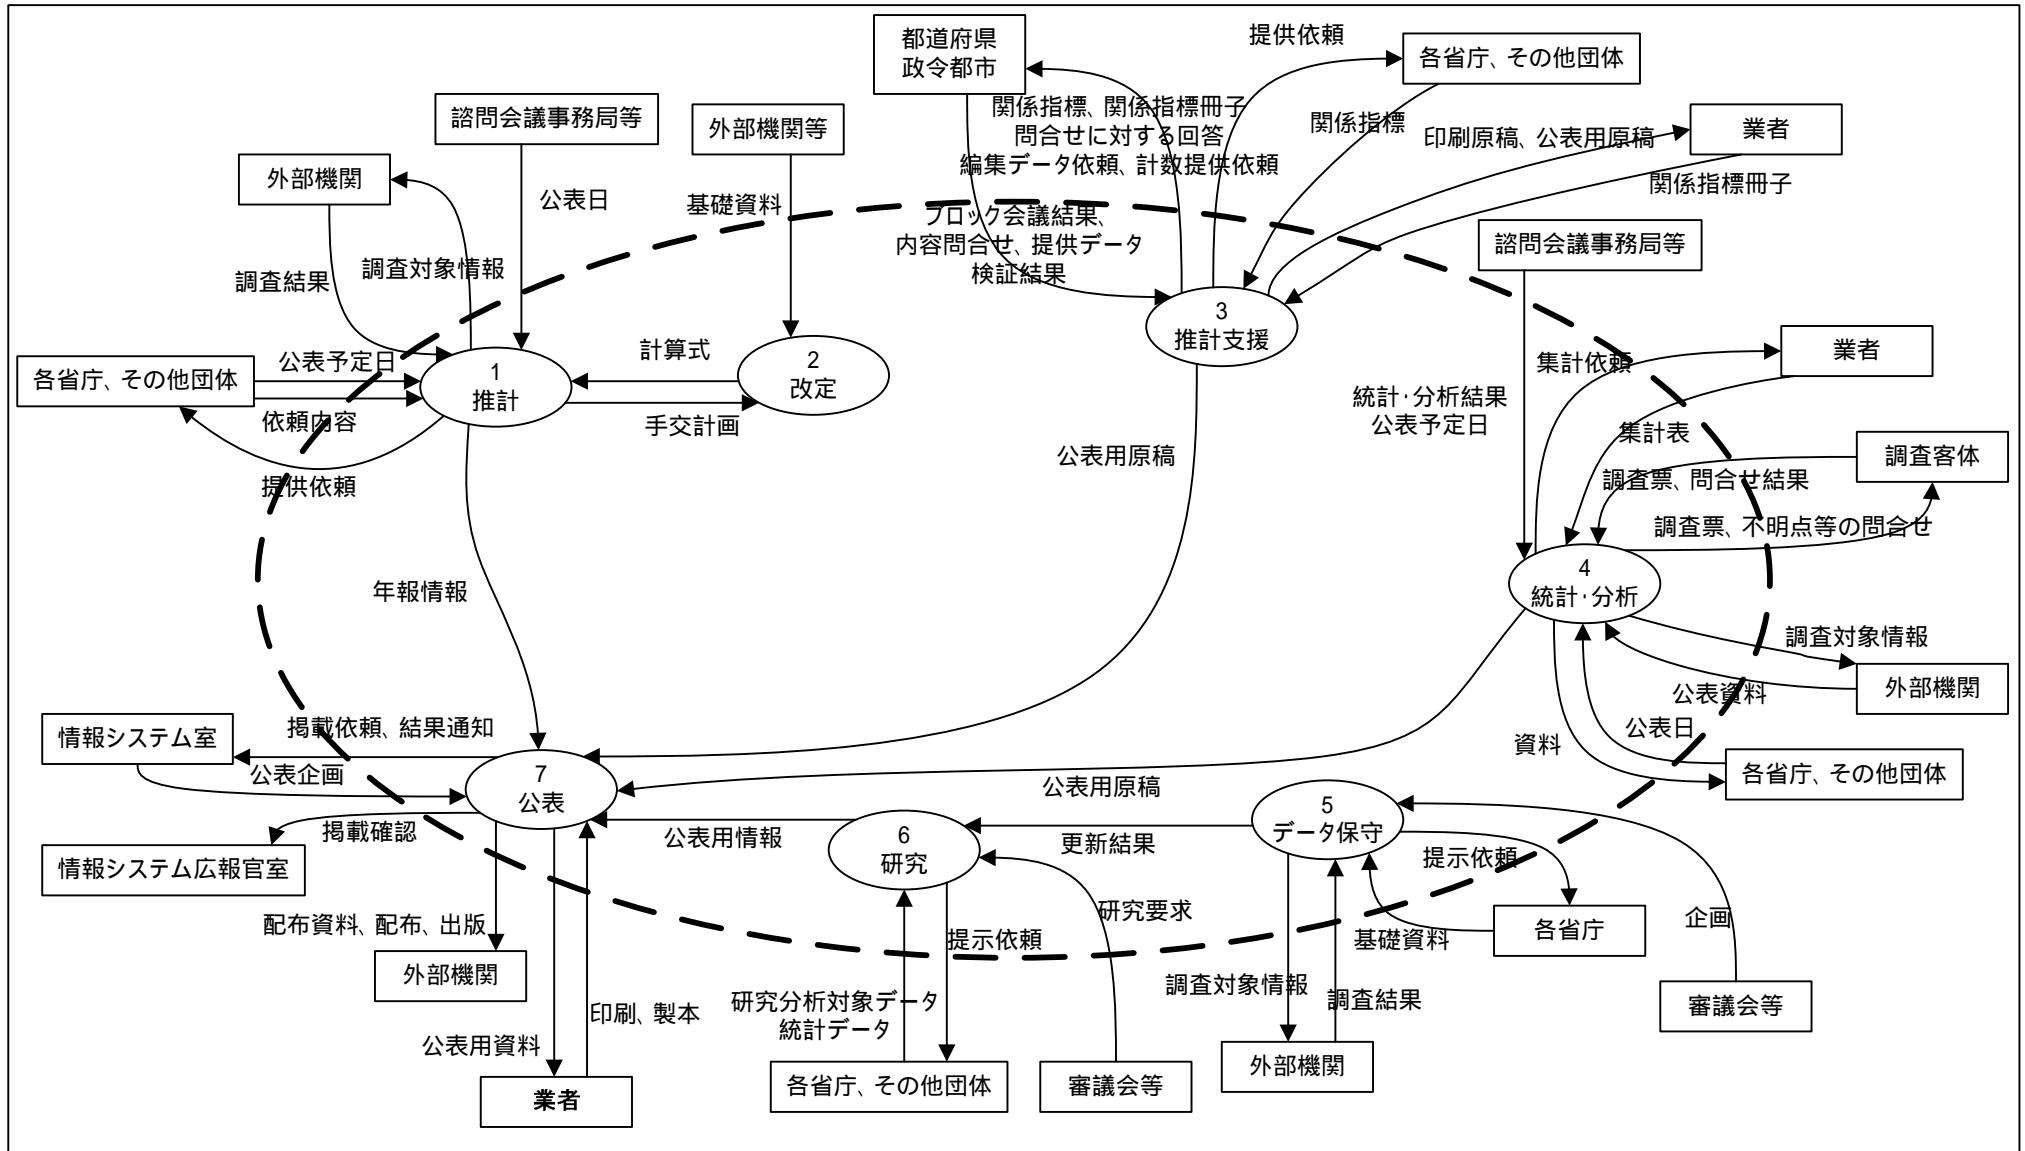 都道府県
政令都市
提供依頼
各省庁、その他団体
諮問会議事務局等
外部機関等
関係指標、関係指標冊子
問合せに対する回答
編集データ依頼、計数提供依頼
関係指標
印刷原稿、公表用原稿
業者
関係指標冊子
外部機関
公表日
基礎資料
ブロック会議結果、
内容問合せ、提供データ
検証結果
諮問会議事務局等
調査結果
調査対象情報
3
推計支援
各省庁、その他団体
公表予定日
依頼内容
提供依頼
1
推計
計算式
手交計画
2
改定
集計依頼
業者
統計・分析結果
公表予定日
集計表
公表用原稿
調査客体
調査票、問合せ結果
調査票、不明点等の問合せ
4
統計・分析
年報情報
調査対象情報
外部機関
公表資料
公表日
資料
各省庁、その他団体
情報システム室
掲載依頼、結果通知
公表企画
7
公表
公表用原稿
掲載確認
情報システム広報官室
公表用情報
6
研究
更新結果
5
データ保守
提示依頼
各省庁
基礎資料
企画
審議会等
配布資料、配布、出版
外部機関
提示依頼
研究要求
調査対象情報
調査結果
研究分析対象データ
統計データ
印刷、製本
公表用資料
業者
各省庁、その他団体
審議会等
外部機関